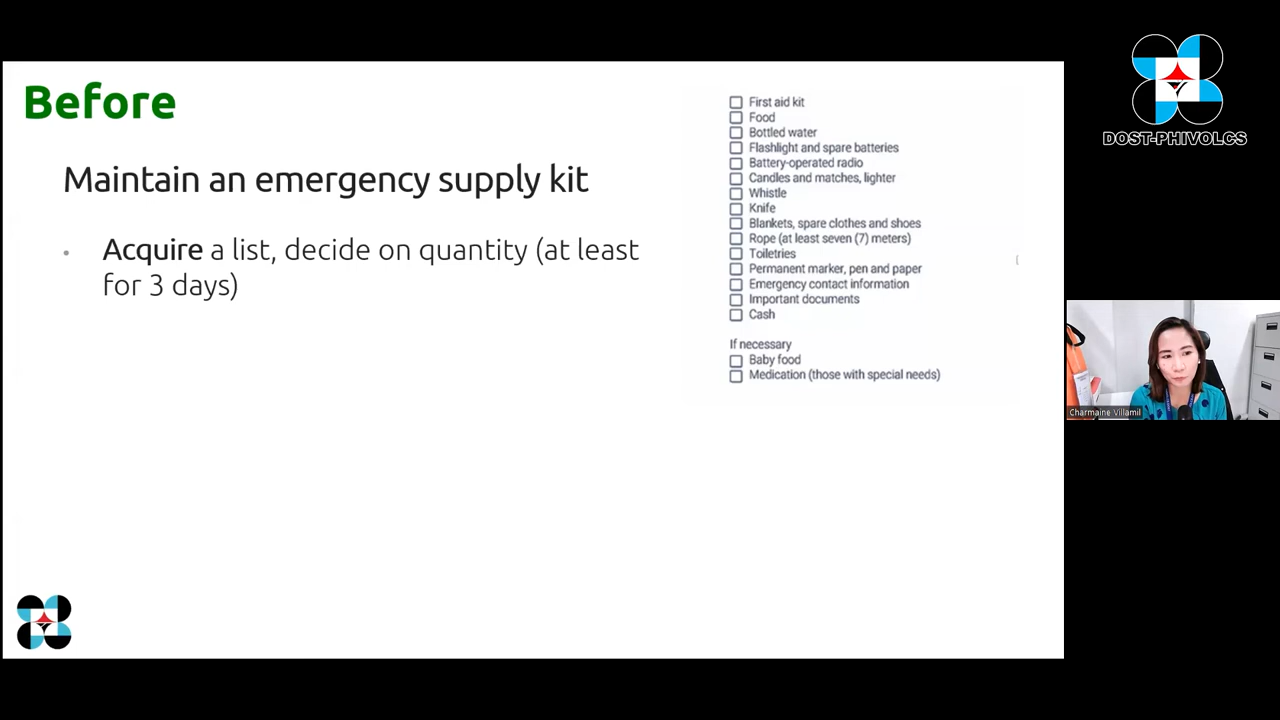 Before
Maintain an emergency supply kit
• Acquire a list, decide on quantity (at least
for 3 days)
First aid kit
Food
Bottled water
Flashlight and spare batteries
Battery-operated radio
Candles and matches, lighter
Whistle
Knife
Blankets, spare clothes and shoes
Rope (at least seven (7) meters)
Toiletries
Permanent marker, pen and paper
Emergency contact information
Important documents
Cash
If necessary
Baby food
Medication (those with special needs)
DOST-PHIVOLCS
Charmaine Villamil